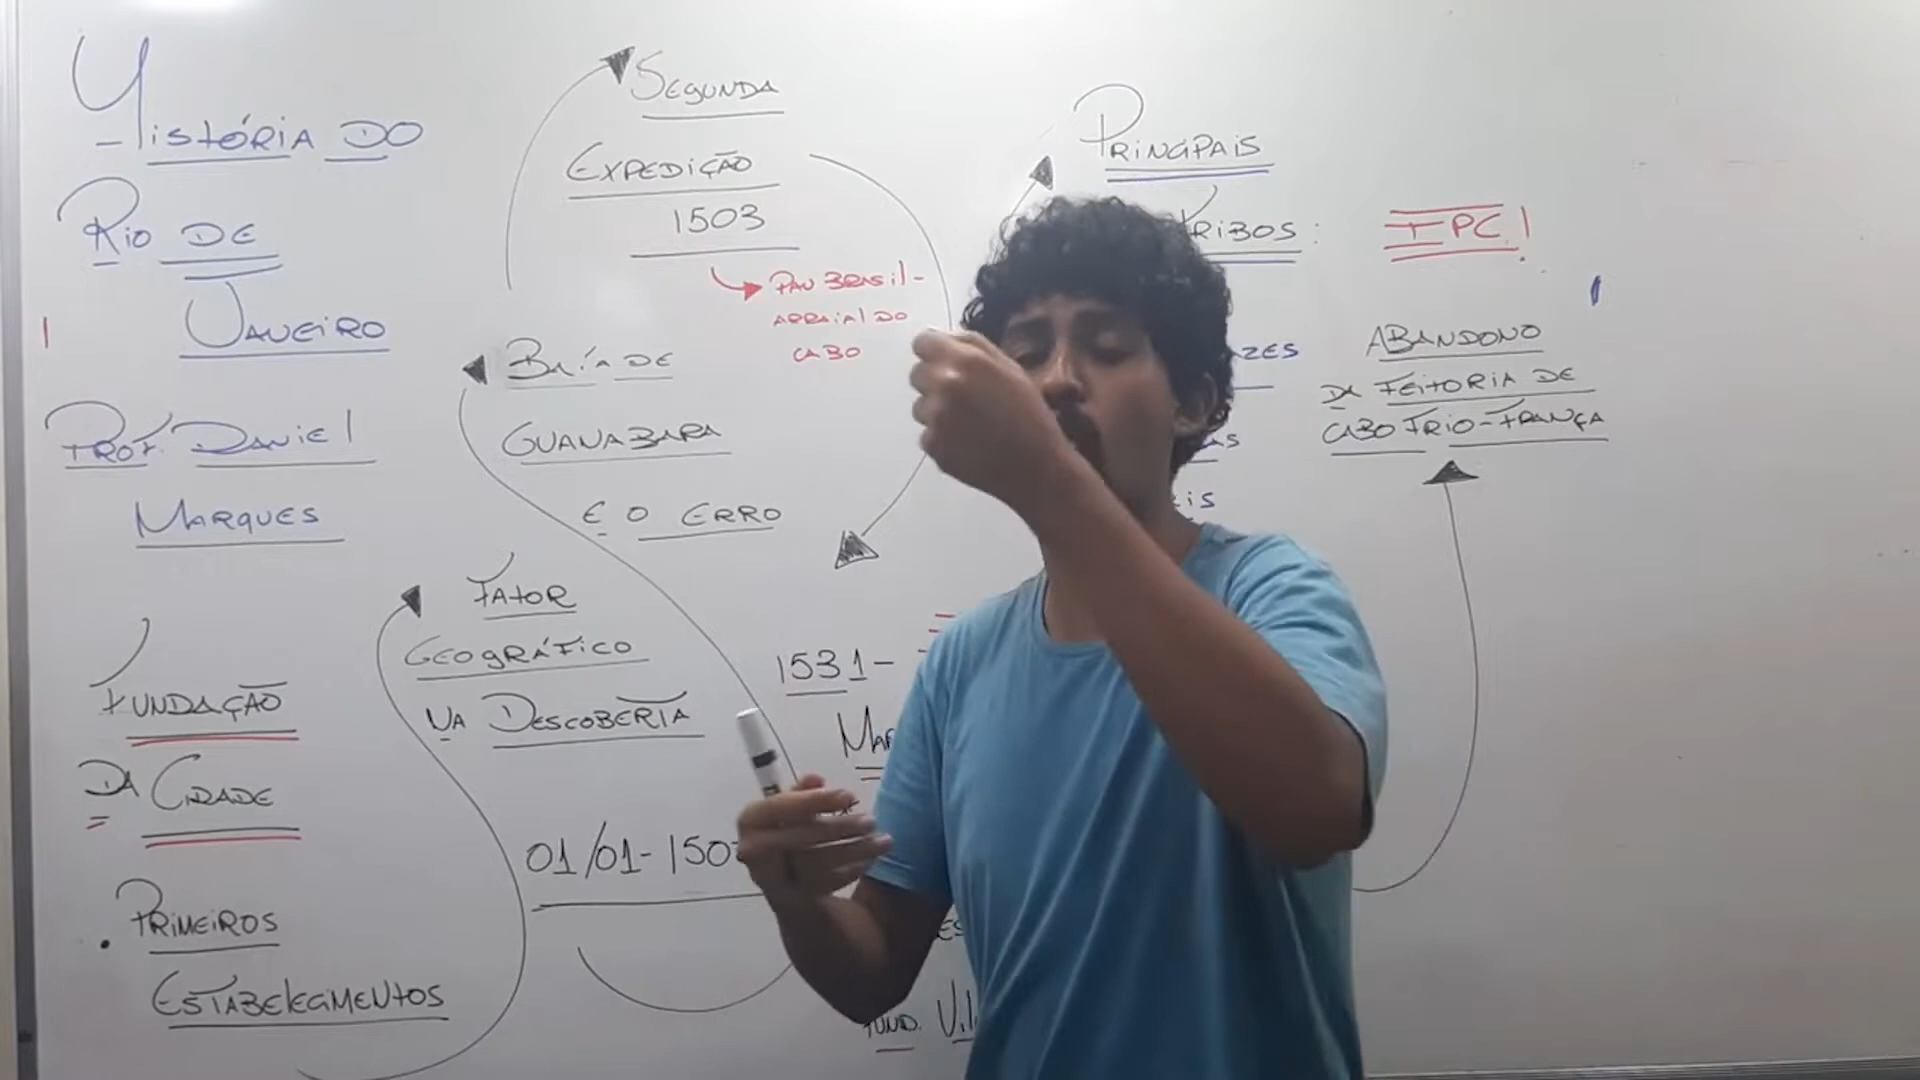 HISTÓRIA DO
RIO DE
JANEIRO
PROF. DANIEL
MARQUES
FUNDAÇÃO
DA CIDADE
• PRIMEIROS
ESTABELECIMENTOS
FATOR
GEOGRÁFICO
NA DESCOBERTA
01/01-150
BAÍA DE
GUANABARA
E O ERRO
SEGUNDA
EXPEDIÇÃO
1503
PAU BRASIL-
ARRAIAL DO
CABO
1531-
FUND.
PRINCIPAIS
TRIBOS:
IPC!
ABANDONO
DA FEITORIA DE
CABO FRIO-FRANÇA